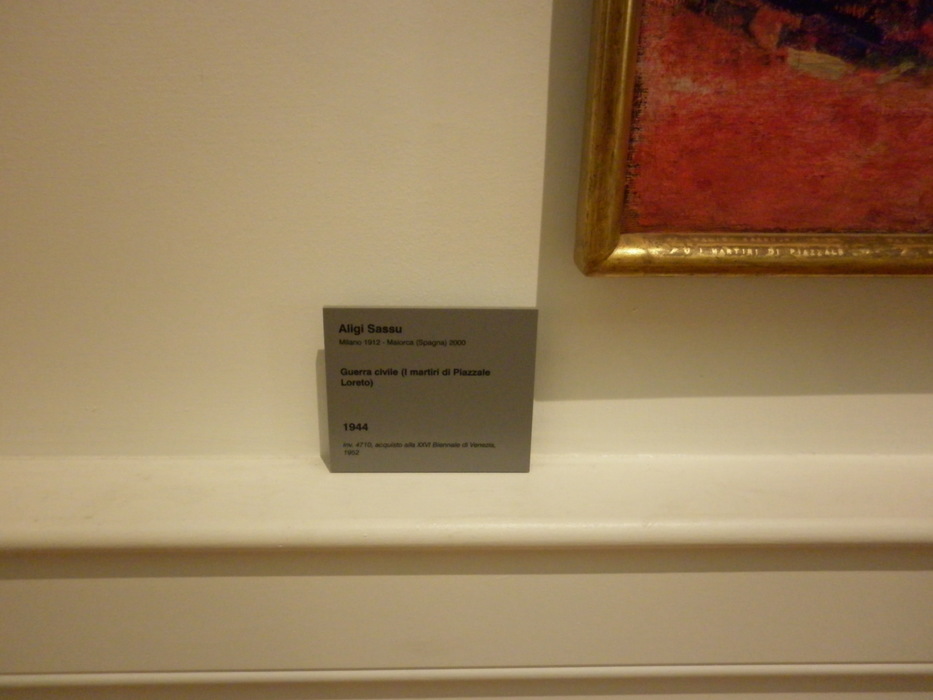 Aligi Sassu
Milano 1912 - Maiorca (Spagna) 2000
Guerra civile (I martiri di Piazzale
Loreto)
1944
inv. 4710, acquisto alla XXVI Biennale di Venezia,
1952
I MARTIRI DI PIAZZALE